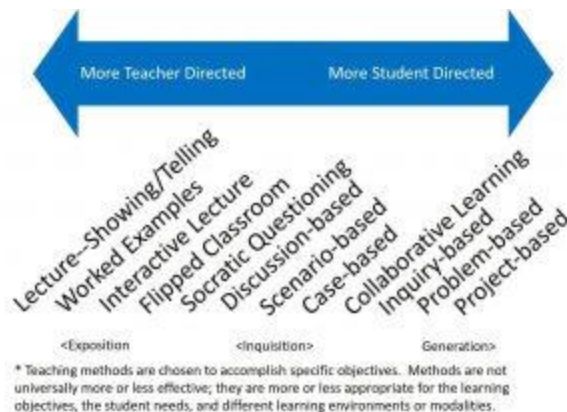 More Teacher Directed
More Student Directed
Lecture--Showing/Telling
Worked Examples
Interactive Lecture
Flipped Classroom
Socratic Questioning
Discussion-based
Scenario-based
Case-based
Collaborative Learning
Inquiry-based
Problem-based
Project-based
<Exposition
<Inquisition>
Generation>
* Teaching methods are chosen to accomplish specific objectives. Methods are not
universally more or less effective; they are more or less appropriate for the learning
objectives, the student needs, and different learning environments or modalities.